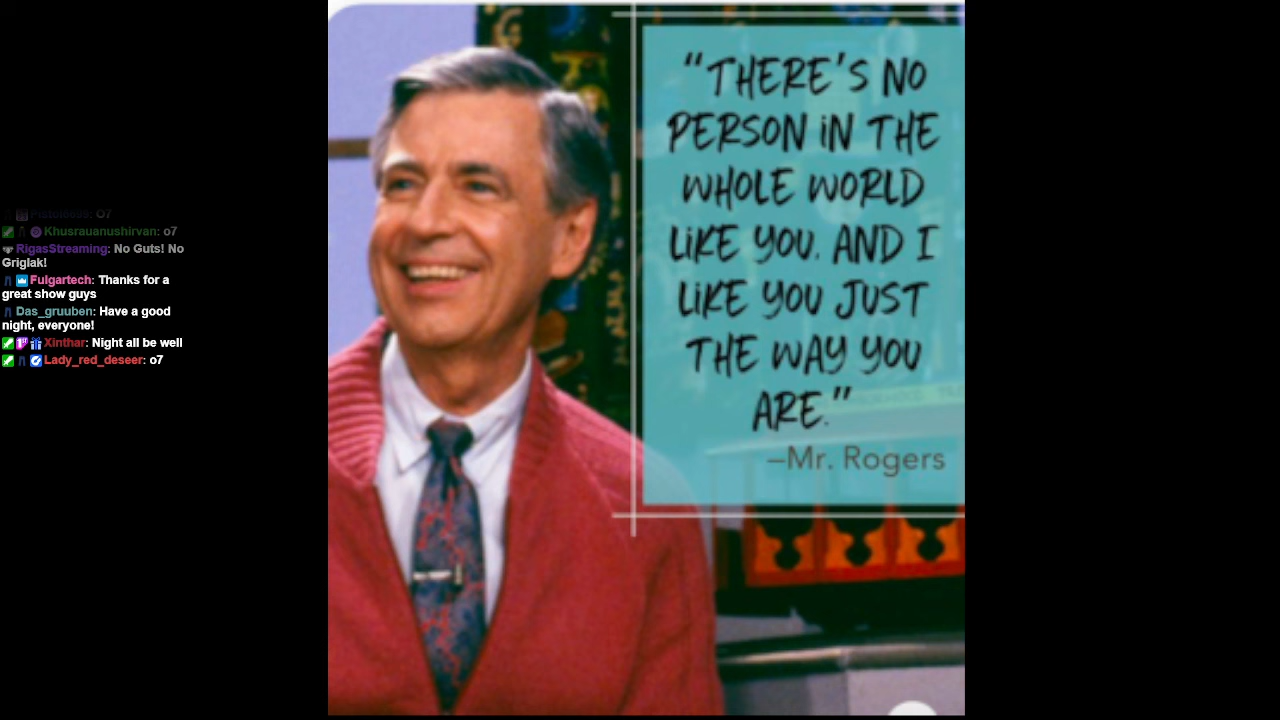 o7
Khusrauanushirvan: o7
RigasStreaming: No Guts! No
Griglak!
Fulgartech: Thanks for a
great show guys
Das_gruuben: Have a good
night, everyone!
Xinthar: Night all be well
Lady_red_deseer: o7
“THERE’S NO
PERSON iN THE
WHOLE WORLD
LiKE YOU. AND I
LiKE YOU JUST
THE WAY YOU
ARE.”
–Mr. Rogers